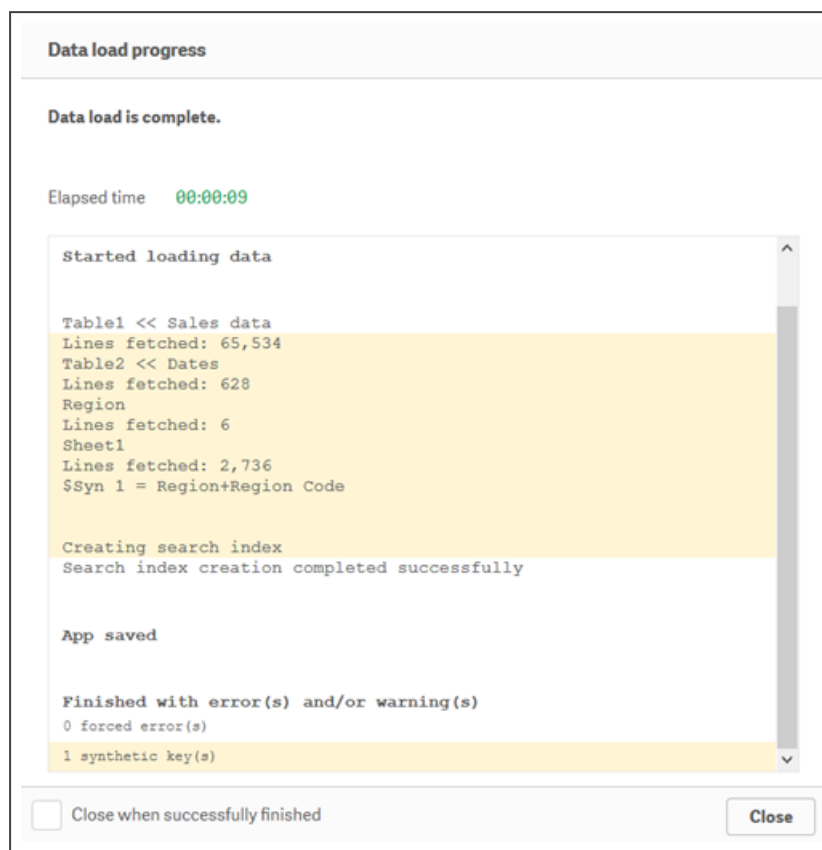 Data load progress
Data load is complete.
Elapsed time 00:00:09
Started loading data
Table1 << Sales data
Lines fetched: 65,534
Table2 << Dates
Lines fetched: 628
Region
Lines fetched: 6
Sheet1
Lines fetched: 2,736
$Syn 1 = Region+Region Code
Creating search index
Search index creation completed successfully
App saved
Finished with error(s) and/or warning(s)
0 forced error(s)
1 synthetic key(s)
Close when successfully finished
Close